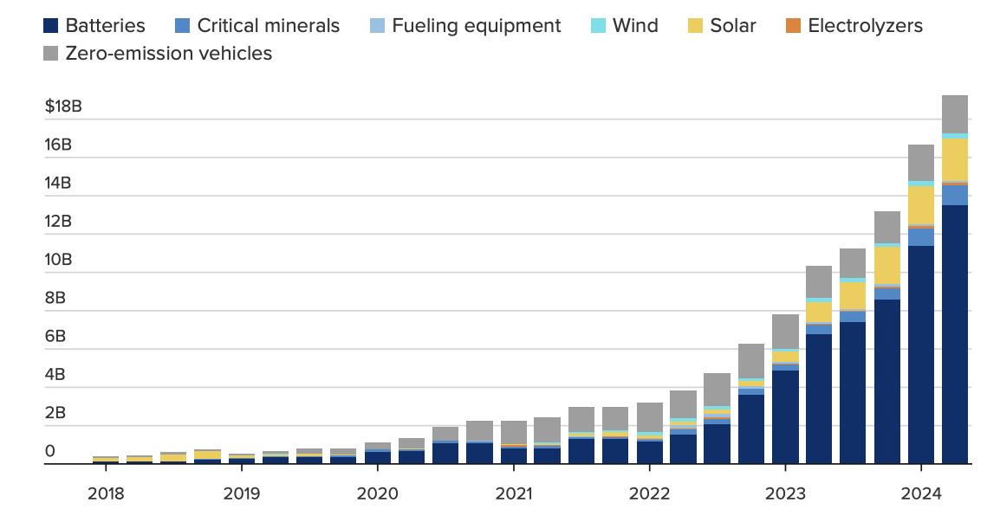 Batteries Critical minerals Fueling equipment Wind Solar Electrolyzers
Zero-emission vehicles
$18B
16B
14B
12B
10B
8B
6B
4B
2B
0
2018 2019 2020 2021 2022 2023 2024